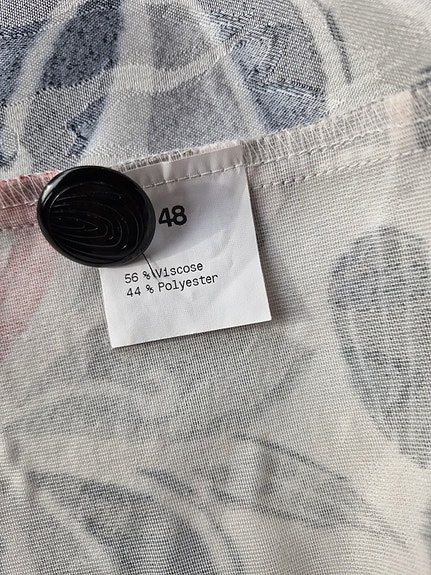 48
56 % Viscose
44 % Polyester